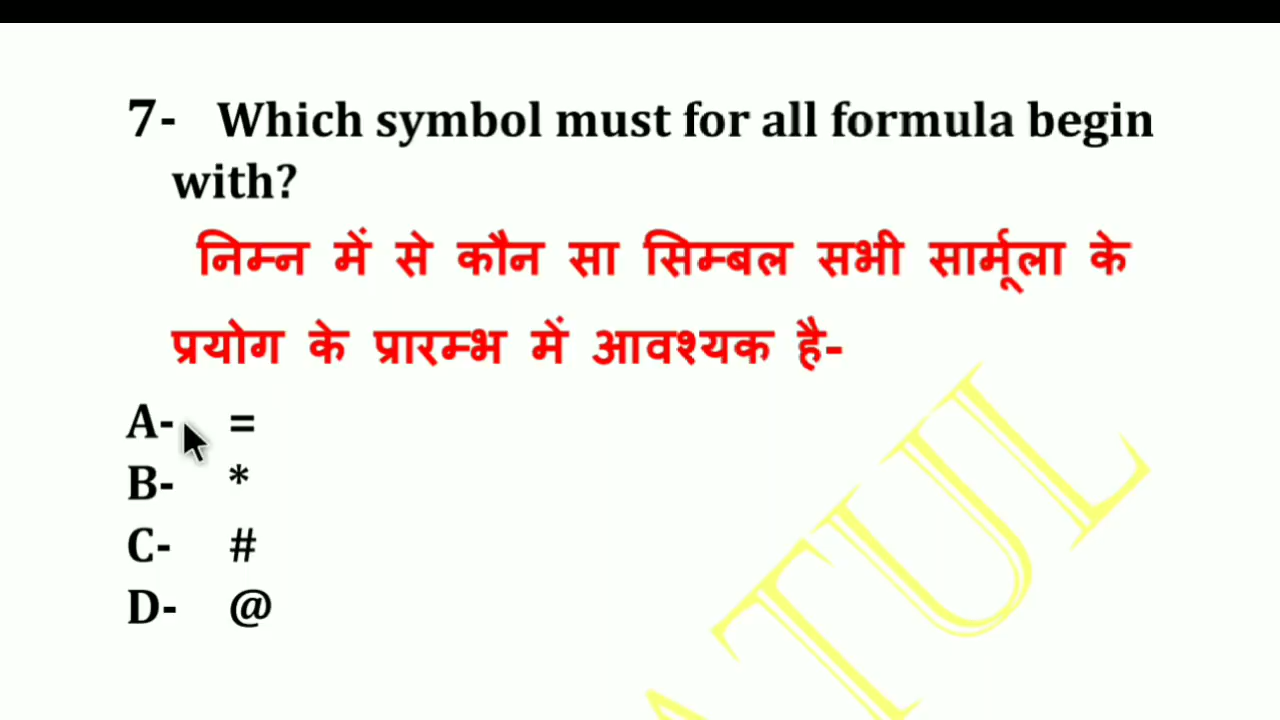 7- Which symbol must for all formula begin
with?
निम्न में से कौन सा सिम्बल सभी सार्मूला के
प्रयोग के प्रारम्भ में आवश्यक है-
A- =
B- *
C- #
D- @
ATUL